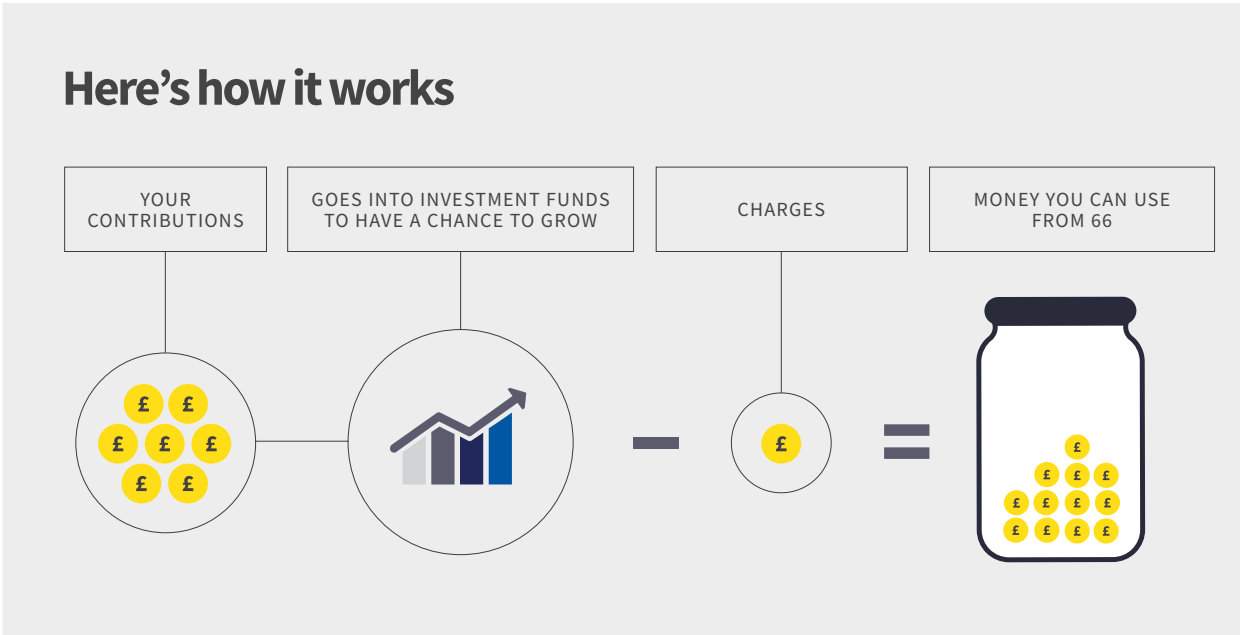 Here’s how it works
YOUR
CONTRIBUTIONS
GOES INTO INVESTMENT FUNDS
TO HAVE A CHANCE TO GROW
CHARGES
MONEY YOU CAN USE
FROM 66
£ £
£ £ £
£ £
£
£
£ £ £
£ £ £ £
£ £ £ £